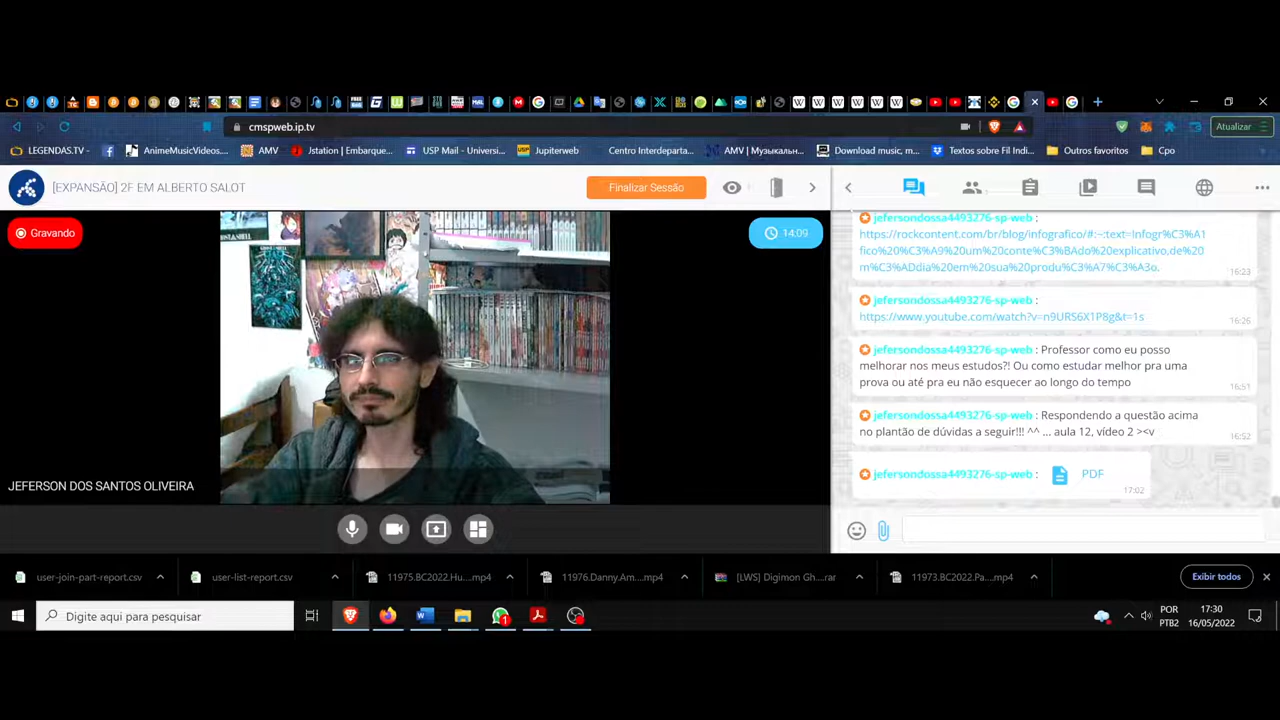 cmspweb.ip.tv
Atualizar
LEGENDAS.TV -
AnimeMusicVideos...
AMV
Jstation | Embarque...
USP Mail - Universi...
Jupiterweb
Centro Interdeparta...
AMV | Музыкальн...
Download music, m...
Textos sobre Fil Indi...
Outros favoritos
Cpo
[EXPANSÃO] 2F EM ALBERTO SALOT
Finalizar Sessão
Gravando
14:09
JEFERSON DOS SANTOS OLIVEIRA
jefersondossa4493276-sp-web :
https://rockcontent.com/br/blog/infografico/#:~:text=Infogr%C3%A1
fico%20%C3%A9%20um%20conte%C3%BAdo%20explicativo,de%20
m%C3%ADdia%20em%20sua%20produ%C3%A7%C3%A3o.
16:23
jefersondossa4493276-sp-web :
https://www.youtube.com/watch?v=n9URS6X1P8g&t=1s
16:26
jefersondossa4493276-sp-web : Professor como eu posso
melhorar nos meus estudos?! Ou como estudar melhor pra uma
prova ou até pra eu não esquecer ao longo do tempo
16:51
jefersondossa4493276-sp-web : Respondendo a questão acima
no plantão de dúvidas a seguir!!! ^^ ... aula 12, vídeo 2 ><v
16:52
jefersondossa4493276-sp-web :
PDF
17:02
user-join-part-report.csv
user-list-report.csv
11975.BC2022.Hu....mp4
11976.Danny.Am....mp4
[LWS] Digimon Gh....rar
11973.BC2022.Pa....mp4
Exibir todos
Digite aqui para pesquisar
POR
PTB2
17:30
16/05/2022